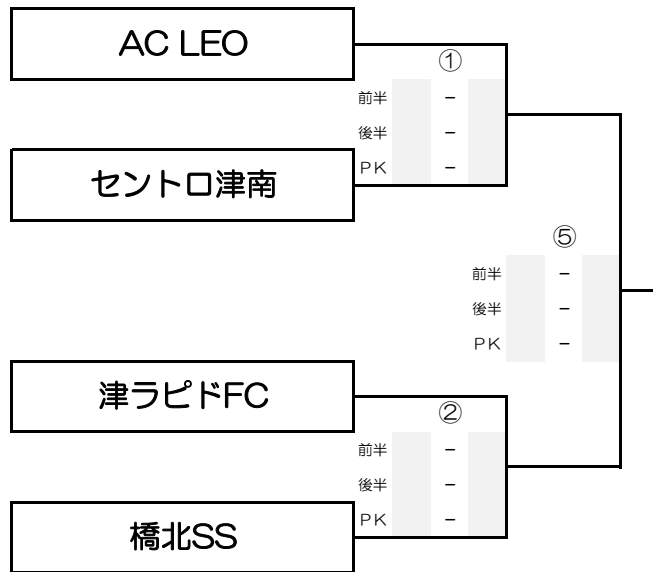 AC LEO
①
前半 -
後半 -
PK -
セントロ津南
⑤
前半 -
後半 -
PK -
津ラピドFC
②
前半 -
後半 -
PK -
橋北SS